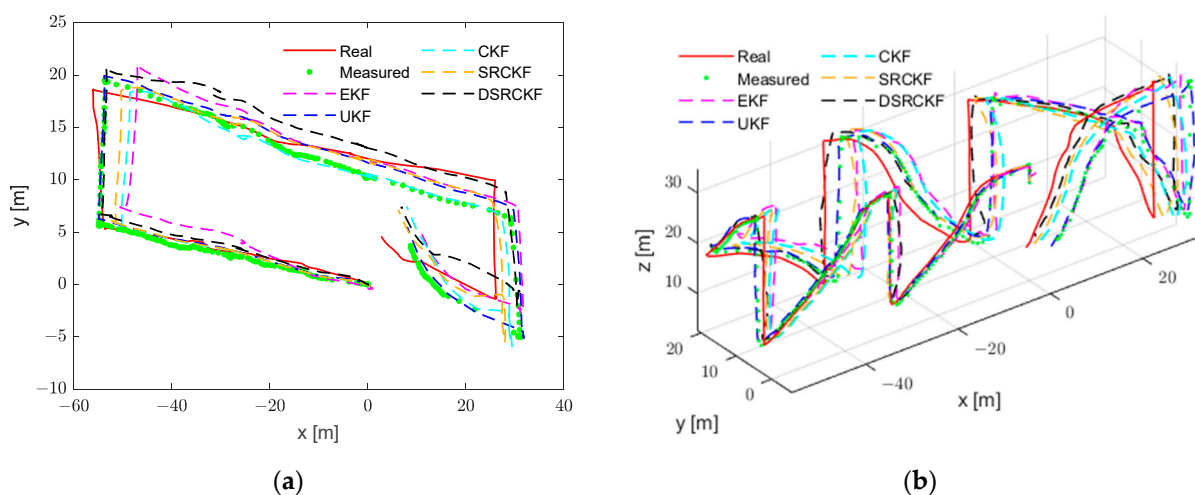 25
20
15
10
5
0
−5
−10
−60
−40
−20
0
20
40
y [m]
x [m]
Real
Measured
EKF
UKF
CKF
SRCKF
DSRCKF
(a)
Real
Measured
EKF
UKF
CKF
SRCKF
DSRCKF
30
20
10
z [m]
20
10
0
y [m]
−40
−20
0
20
x [m]
(b)